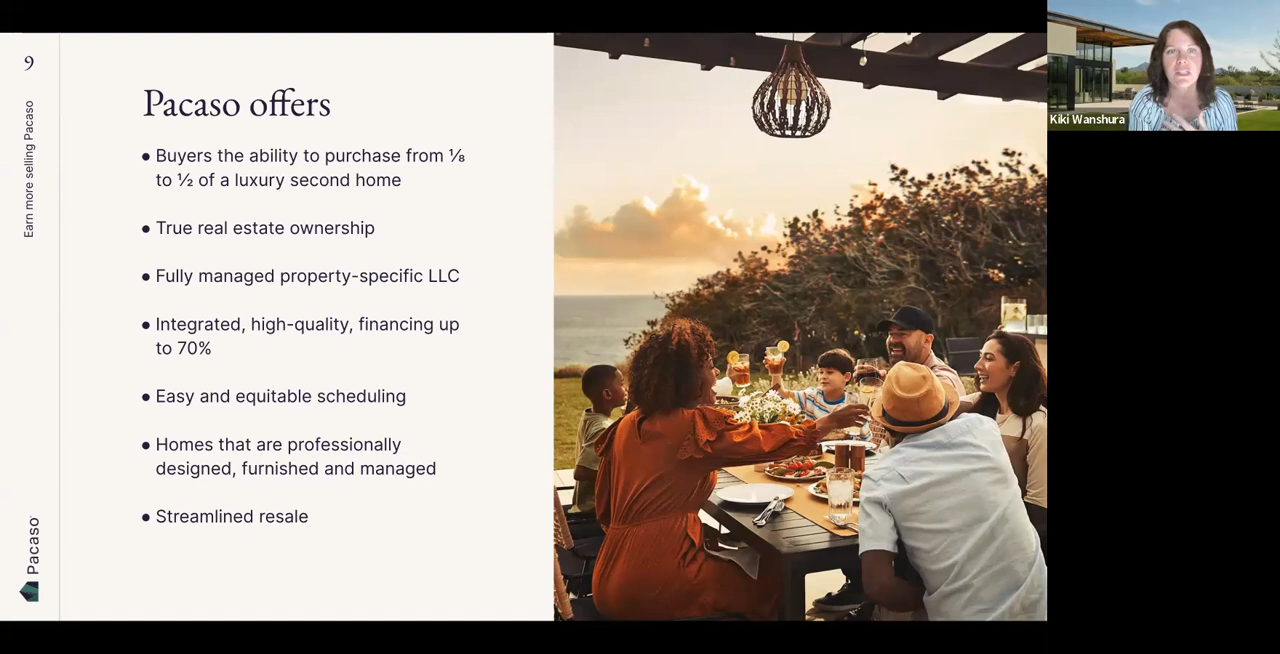 9
Earn more selling Pacaso
Pacaso offers
• Buyers the ability to purchase from ⅛
to ½ of a luxury second home
• True real estate ownership
• Fully managed property-specific LLC
• Integrated, high-quality, financing up
to 70%
• Easy and equitable scheduling
• Homes that are professionally
designed, furnished and managed
• Streamlined resale
Pacaso
Kiki Wanshura